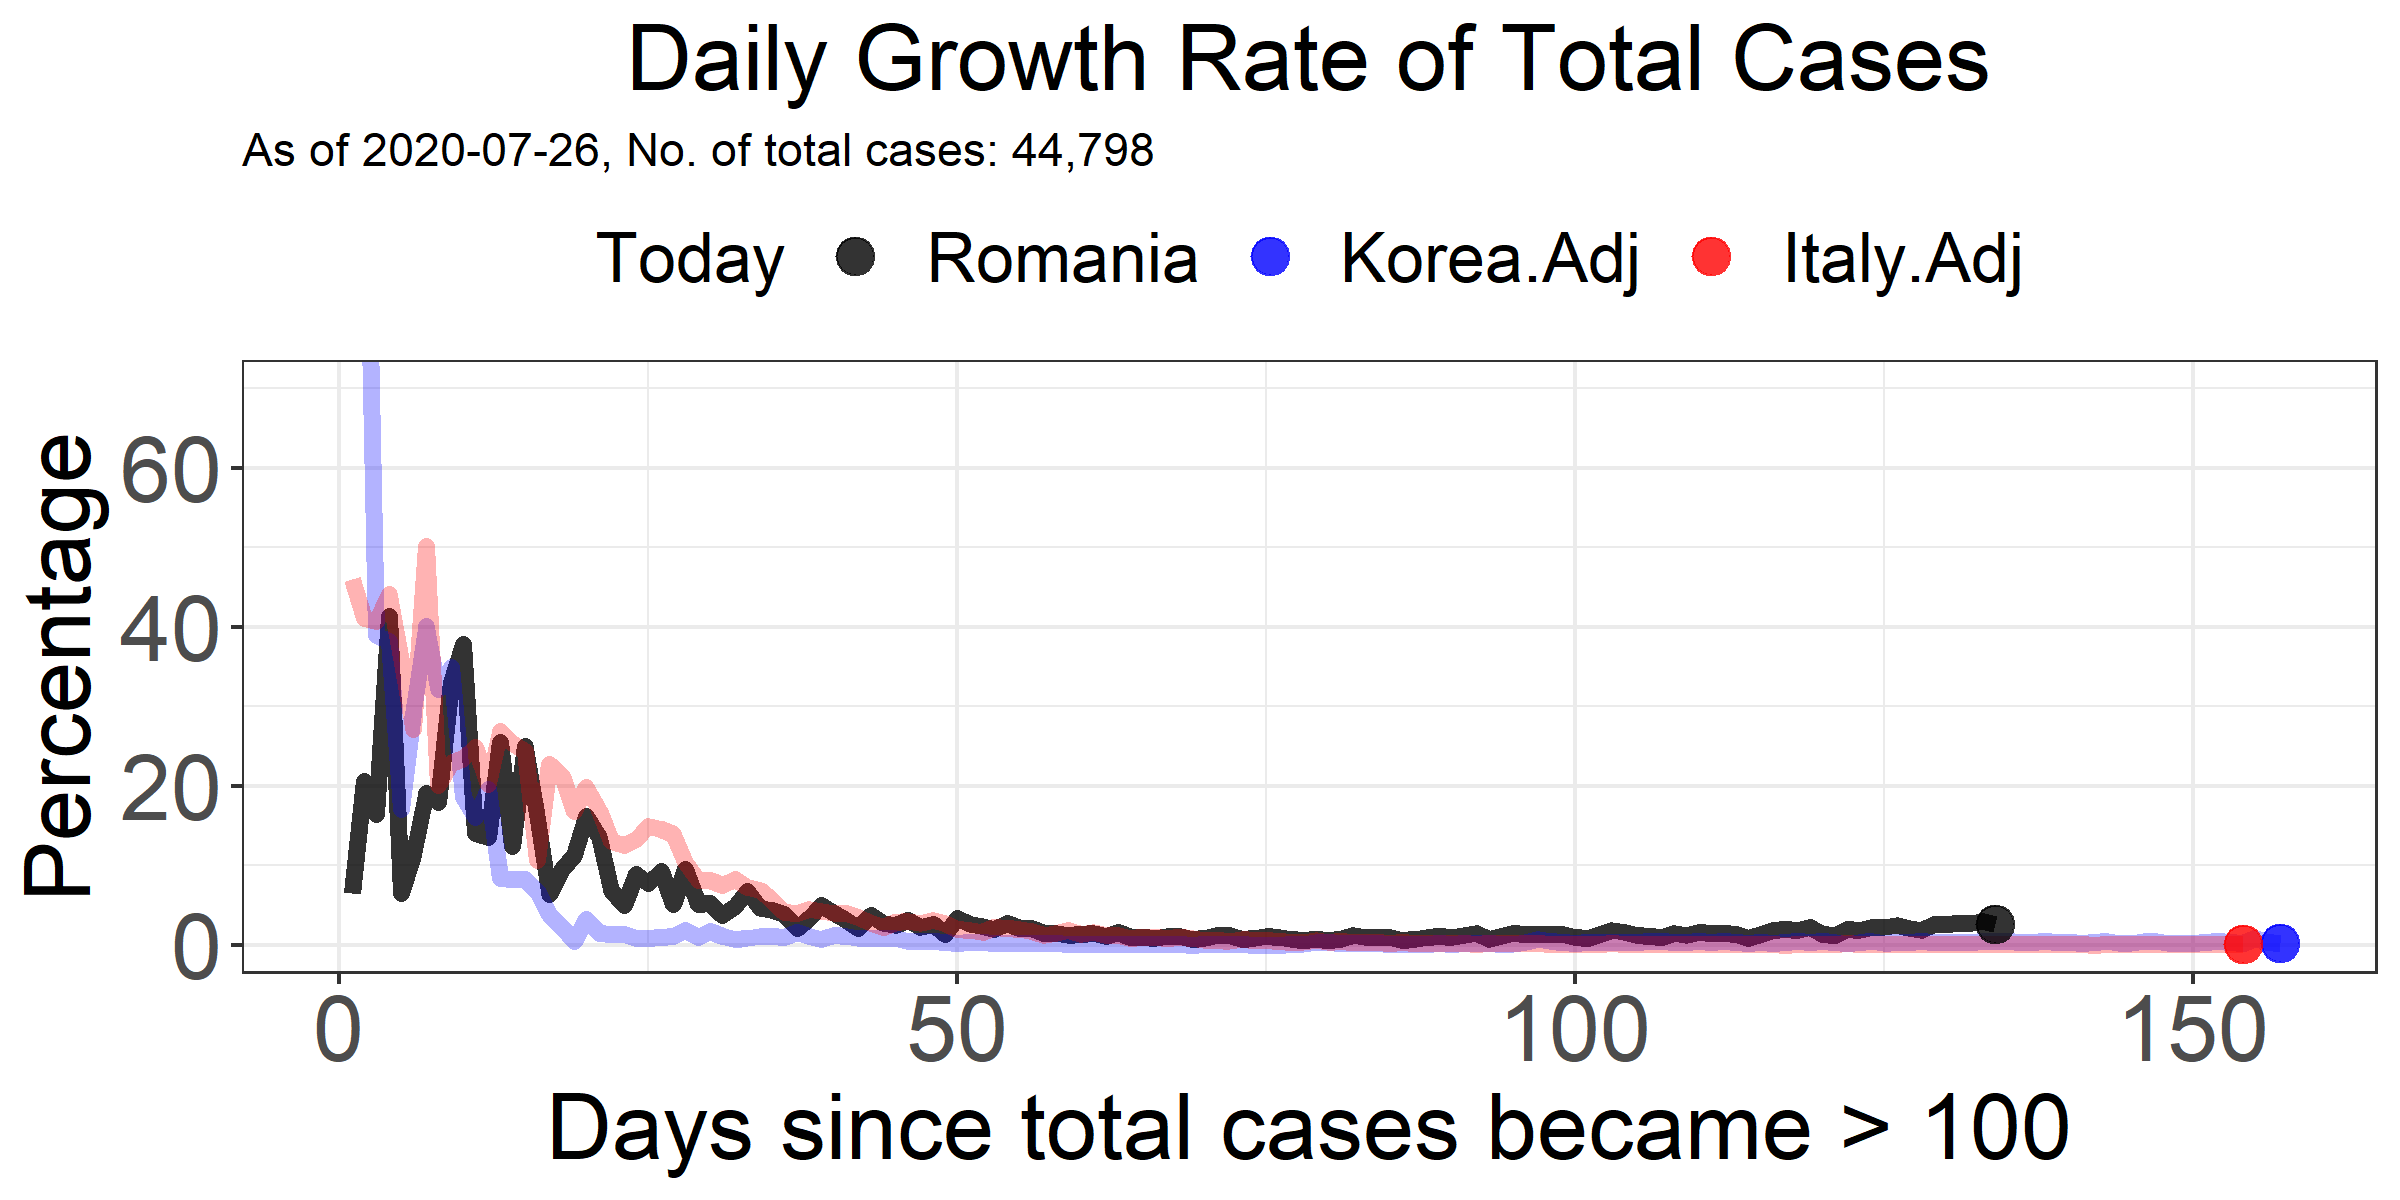 Daily Growth Rate of Total Cases
As of 2020-07-26, No. of total cases: 44,798
Today Romania Korea.Adj Italy.Adj
Percentage
60
40
20
0
0 50 100 150
Days since total cases became > 100